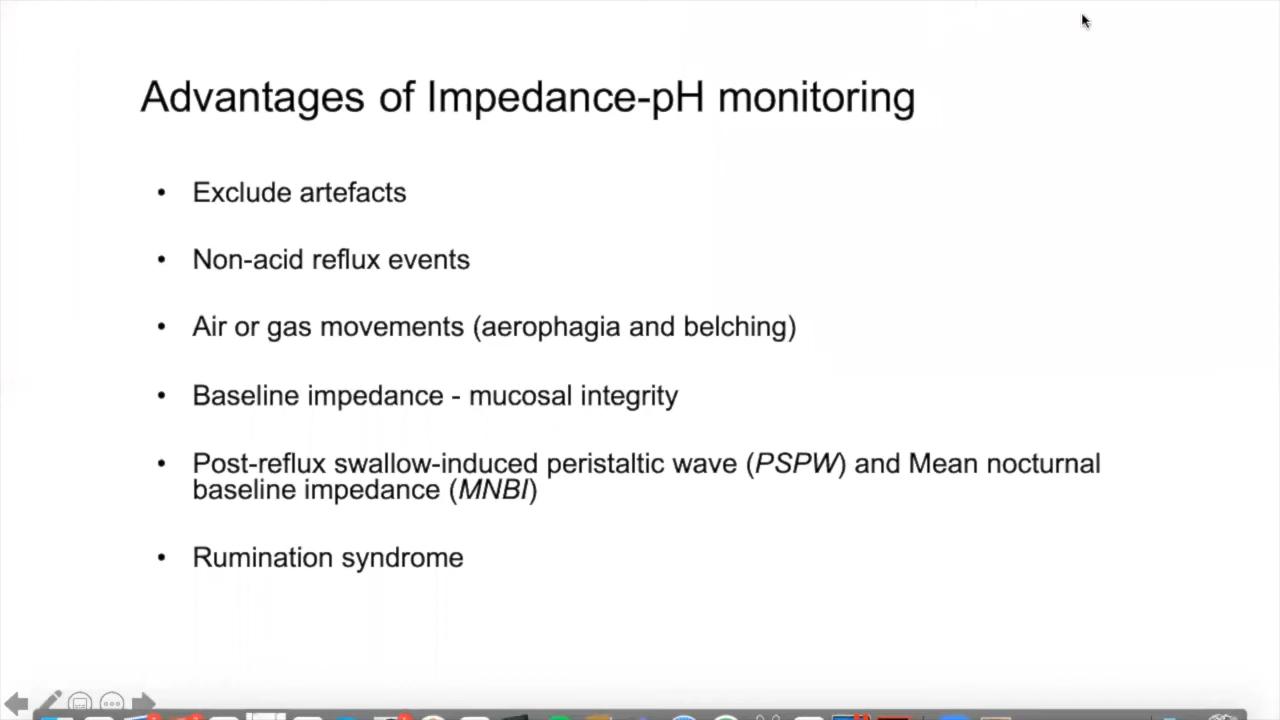 Advantages of Impedance-pH monitoring
• Exclude artefacts
• Non-acid reflux events
• Air or gas movements (aerophagia and belching)
• Baseline impedance - mucosal integrity
• Post-reflux swallow-induced peristaltic wave (PSPW) and Mean nocturnal
baseline impedance (MNBI)
• Rumination syndrome